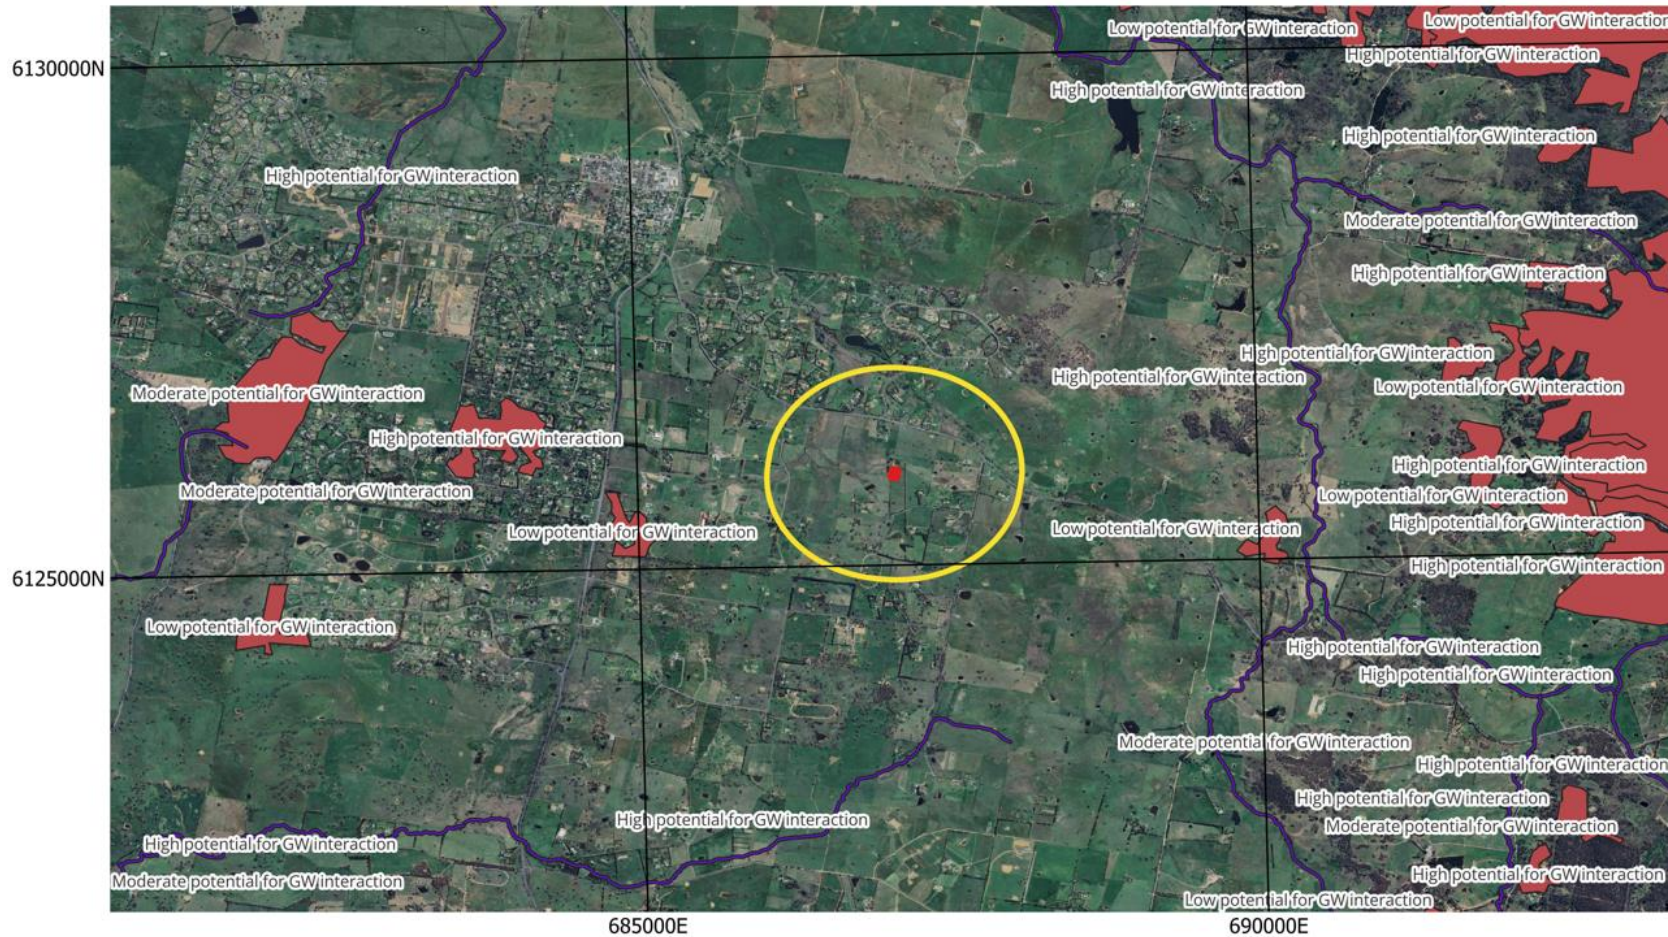 Low potential for GW interaction
Low potential for GW interaction
High potential for GW interaction
6130000N
High potential for GW interaction
High potential for GW interaction
High potential for GW interaction
Moderate potential for GW interaction
High potential for GW interaction
High potential for GW interaction
High potential for GW interaction
Low potential for GW interaction
Moderate potential for GW interaction
High potential for GW interaction
High potential for GW interaction
Moderate potential for GW interaction
Low potential for GW interaction
High potential for GW interaction
Low potential for GW interaction
Low potential for GW interaction
High potential for GW interaction
6125000N
Low potential for GW interaction
High potential for GW interaction
High potential for GW interaction
Moderate potential for GW interaction
High potential for GW interaction
High potential for GW interaction
High potential for GW interaction
Moderate potential for GW interaction
High potential for GW interaction
Moderate potential for GW interaction
High potential for GW interaction
Low potential for GW interaction
685000E
690000E